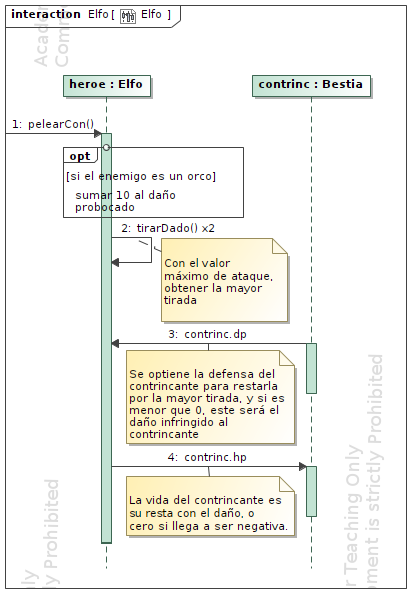 interaction Elfo[ Elfo ]
Academ
Comm
heroe : Elfo
contrinc : Bestia
1: pelearCon()
opt
[si el enemigo es un orco]
sumar 10 al daño
probocado
2: tirarDado() x2
Con el valor
máximo de ataque,
obtener la mayor
tirada
3: contrinc.dp
Se optiene la defensa del
contrincante para restarla
por la mayor tirada, y si es
menor que 0, este será el
daño infringido al
contrincante
4: contrinc.hp
La vida del contrincante es
su resta con el daño, o
cero si llega a ser negativa.
r Teaching Only
oment is strictly Prohibited
ly
y Prohibited